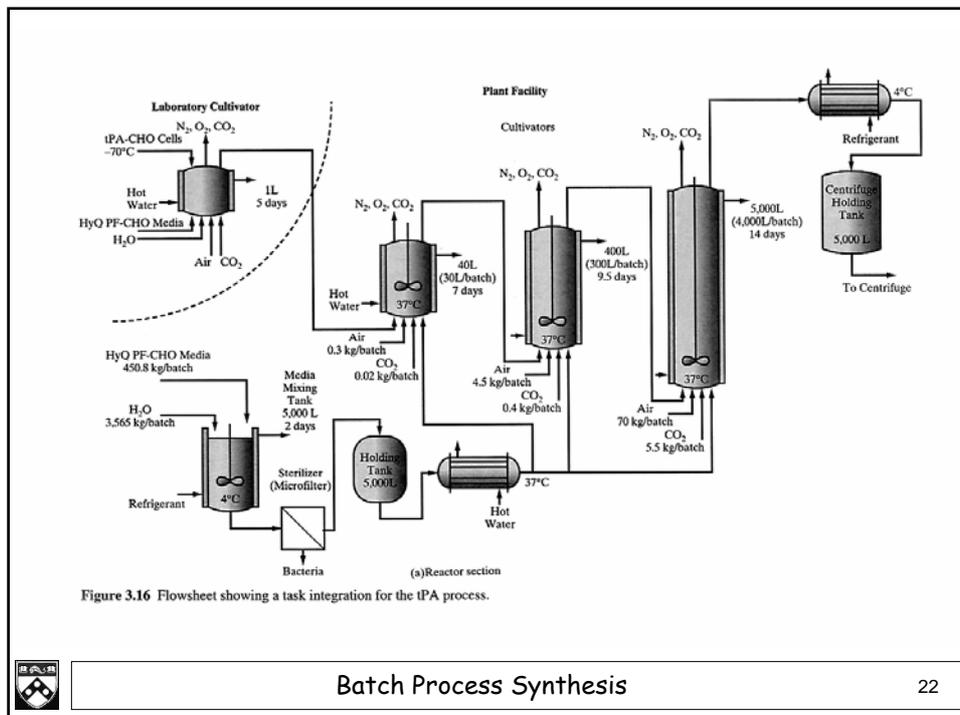 Laboratory Cultivator
N2, O2, CO2
tPA-CHO Cells
–70°C
Hot
Water
HyQ PF-CHO Media
H2O
Air CO2
1L
5 days
Plant Facility
Cultivators
N2, O2, CO2
40L
(30L/batch)
7 days
Hot
Water
37°C
Air
0.3 kg/batch
CO2
0.02 kg/batch
N2, O2, CO2
400L
(300L/batch)
9.5 days
37°C
Air
4.5 kg/batch
CO2
0.4 kg/batch
N2, O2, CO2
5,000L
(4,000L/batch)
14 days
37°C
Air
70 kg/batch
CO2
5.5 kg/batch
4°C
Refrigerant
Centrifuge
Holding
Tank
5,000 L
To Centrifuge
HyQ PF-CHO Media
450.8 kg/batch
H2O
3,565 kg/batch
Media
Mixing
Tank
5,000 L
2 days
4°C
Refrigerant
Sterilizer
(Microfilter)
Bacteria
Holding
Tank
5,000L
37°C
Hot
Water
(a)Reactor section
Figure 3.16 Flowsheet showing a task integration for the tPA process.
Batch Process Synthesis
22